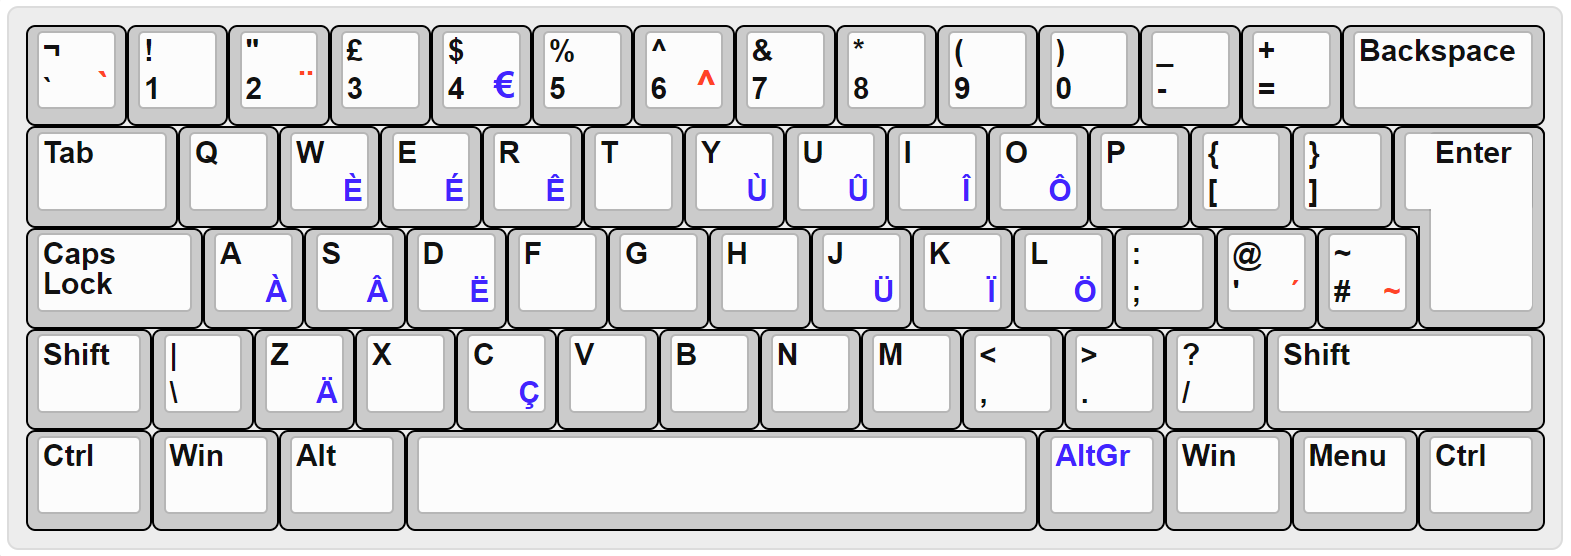 ¬ ! " £ $ % ^ & * ( ) _ + Backspace
` ` 1 2 ¨ 3 4 € 5 6 ^ 7 8 9 0 - =
Tab Q W E R T Y U I O P { } Enter
È É Ê Ù Û Î Ô [ ]
Caps A S D F G H J K L : @ ~
Lock À Â Ë Ü Ï Ö ; ' ´ # ~
Shift | Z X C V B N M < > ? Shift
\ Ä Ç , . /
Ctrl Win Alt AltGr Win Menu Ctrl